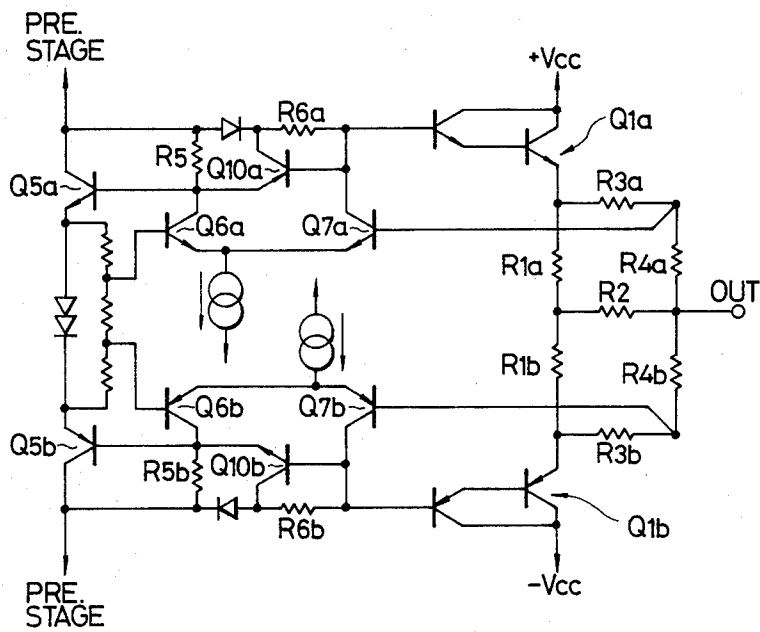 PRE.
STAGE
+Vcc
R6a
Q1a
R5
Q10a
Q5a
R3a
Q6a
Q7a
R1a
R4a
R2
OUT
R1b
R4b
Q6b
Q7b
Q5b
R5b
Q10b
R3b
R6b
Q1b
PRE.
STAGE
-Vcc